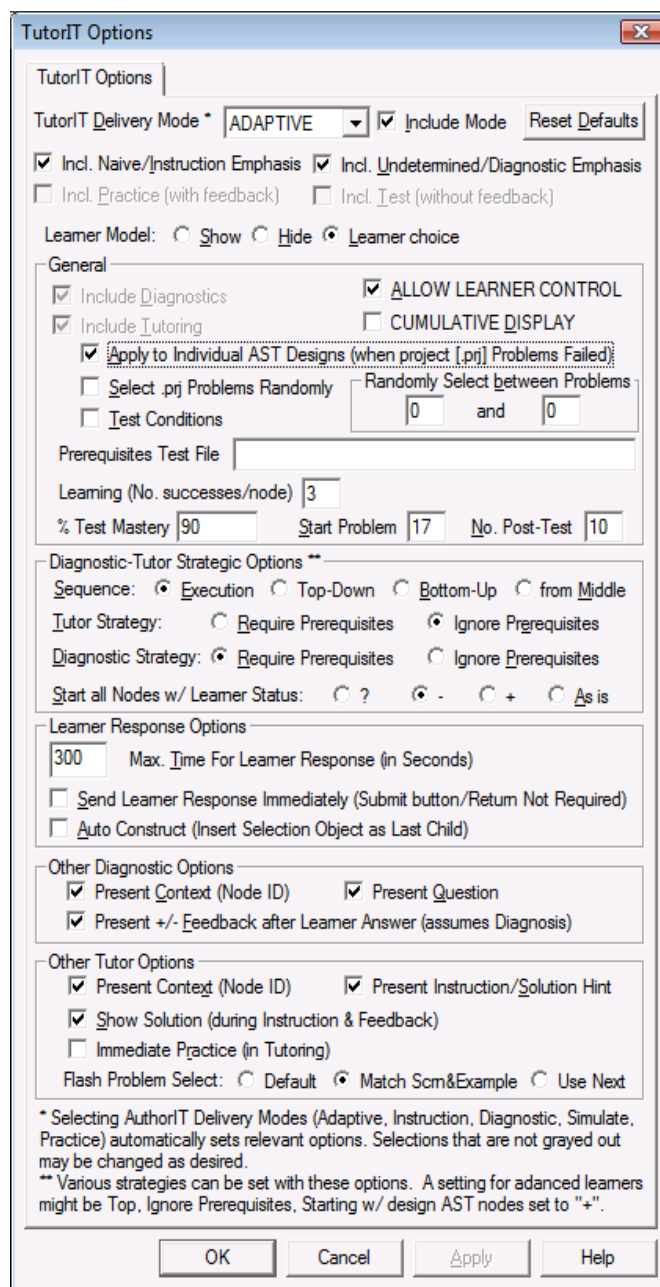 TutorIT Options
TutorIT Options
TutorIT Delivery Mode * ADAPTIVE Include Mode Reset Defaults
Incl. Naive/Instruction Emphasis Incl. Undetermined/Diagnostic Emphasis
Incl. Practice (with feedback) Incl. Test (without feedback)
Learner Model: Show Hide Learner choice
General
Include Diagnostics ALLOW LEARNER CONTROL
Include Tutoring CUMULATIVE DISPLAY
Apply to Individual AST Designs (when project [.prj] Problems Failed)
Select .prj Problems Randomly Randomly Select between Problems
Test Conditions 0 and 0
Prerequisites Test File
Learning (No. successes/node) 3
% Test Mastery 90 Start Problem 17 No. Post-Test 10
Diagnostic-Tutor Strategic Options **
Sequence: Execution Top-Down Bottom-Up from Middle
Tutor Strategy: Require Prerequisites Ignore Prerequisites
Diagnostic Strategy: Require Prerequisites Ignore Prerequisites
Start all Nodes w/ Learner Status: ? - + As is
Learner Response Options
300 Max. Time For Learner Response (in Seconds)
Send Learner Response Immediately (Submit button/Return Not Required)
Auto Construct (Insert Selection Object as Last Child)
Other Diagnostic Options
Present Context (Node ID) Present Question
Present +/- Feedback after Learner Answer (assumes Diagnosis)
Other Tutor Options
Present Context (Node ID) Present Instruction/Solution Hint
Show Solution (during Instruction & Feedback)
Immediate Practice (in Tutoring)
Flash Problem Select: Default Match Scrn&Example Use Next
* Selecting AuthorIT Delivery Modes (Adaptive, Instruction, Diagnostic, Simulate,
Practice) automatically sets relevant options. Selections that are not grayed out
may be changed as desired.
** Various strategies can be set with these options. A setting for adanced learners
might be Top, Ignore Prerequisites, Starting w/ design AST nodes set to "+".
OK Cancel Apply Help